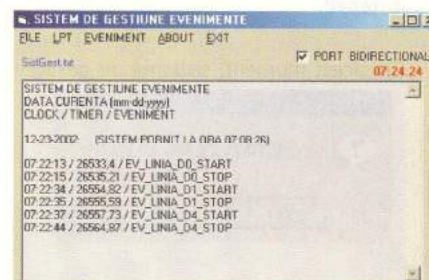 SISTEM DE GESTIUNE EVENIMENTE
FILE LPT EVENIMENT ABOUT EXIT
SistGest.txt
PORT BIDIRECTIONAL
07:24:24
SISTEM DE GESTIUNE EVENIMENTE
DATA CURENTA (mm-dd-yyyy)
CLOCK / TIMER / EVENIMENT
12-23-2002 (SISTEM PORNIT LA ORA 07:08:26)
07:22:13 / 26533,4 / EV_LINIA_D0_START
07:22:15 / 26535,21 / EV_LINIA_D0_STOP
07:22:34 / 26554,82 / EV_LINIA_D1_START
07:22:35 / 26555,59 / EV_LINIA_D1_STOP
07:22:37 / 26557,73 / EV_LINIA_D4_START
07:22:44 / 26564,87 / EV_LINIA_D4_STOP